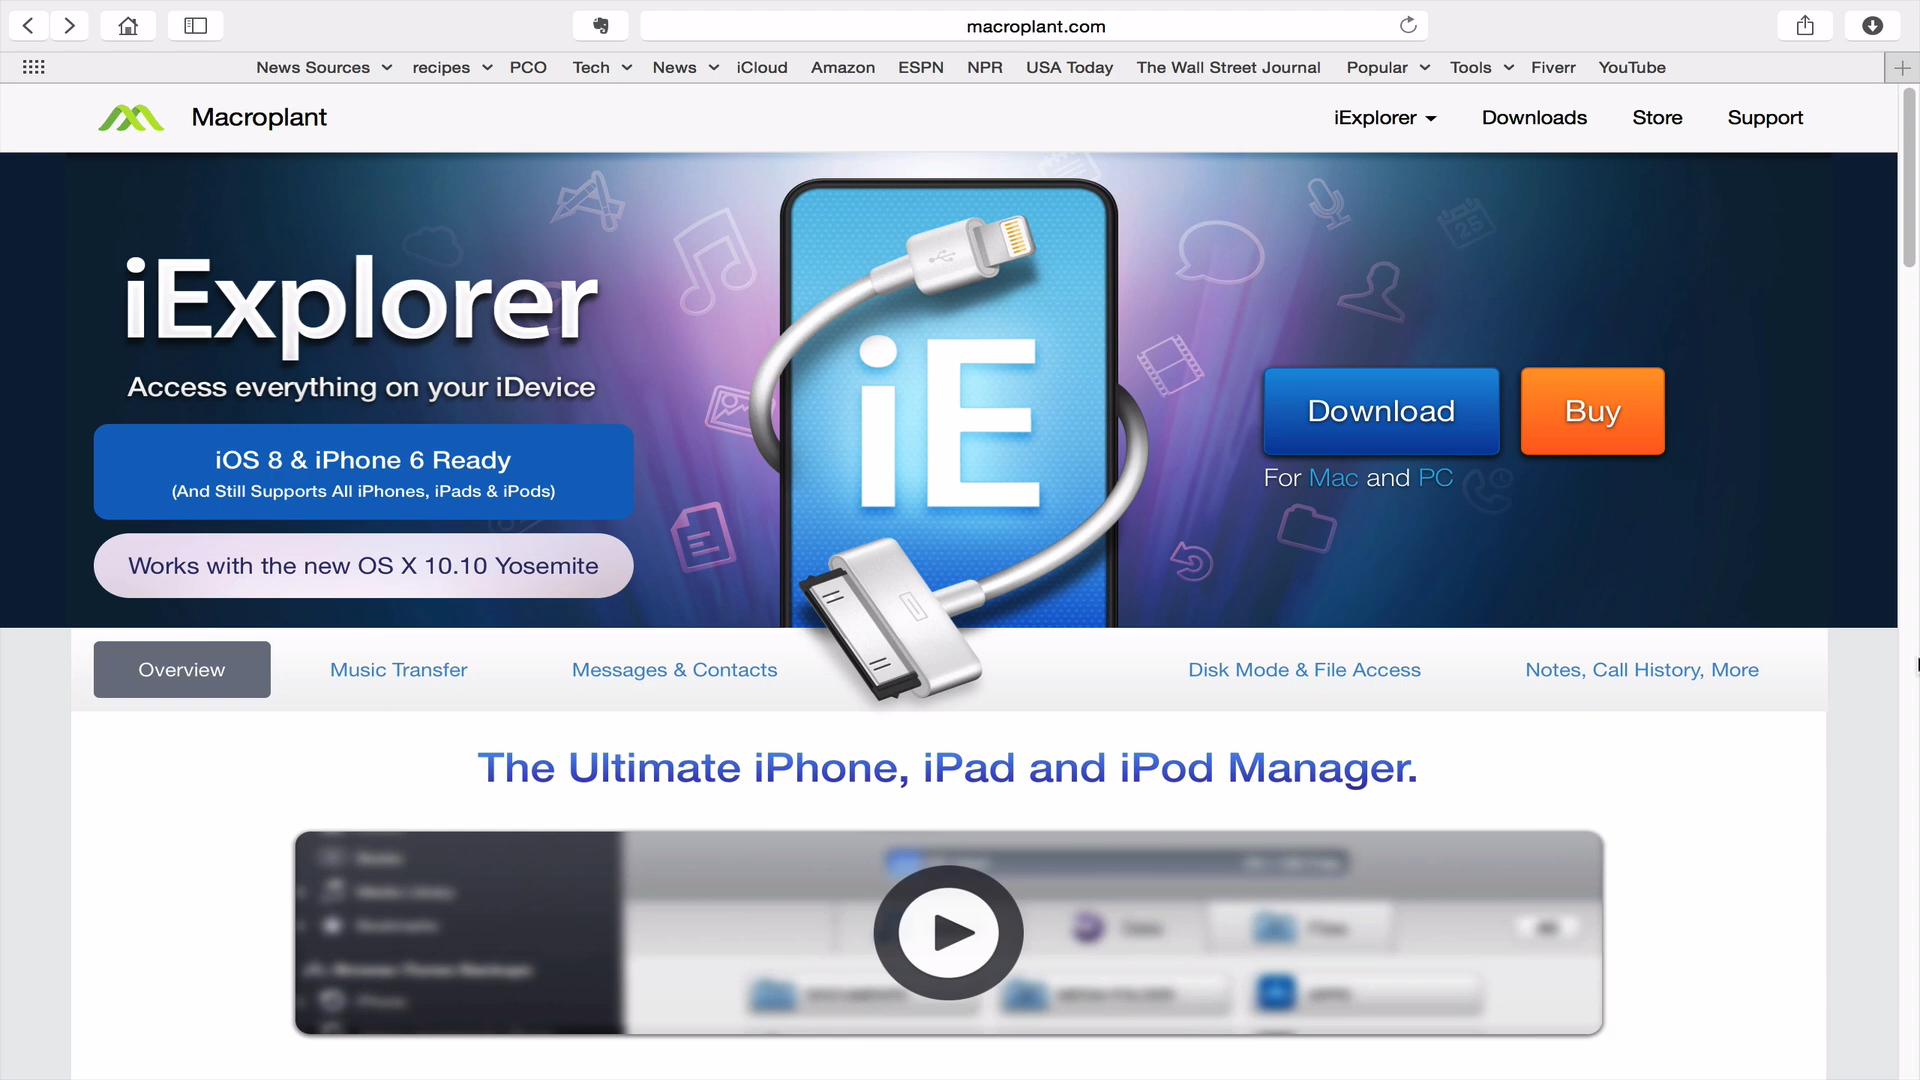 macroplant.com
News Sources recipes PCO Tech News iCloud Amazon ESPN NPR USA Today The Wall Street Journal Popular Tools Fiverr YouTube
Macroplant
iExplorer Downloads Store Support
iExplorer
Access everything on your iDevice
iOS 8 & iPhone 6 Ready
(And Still Supports All iPhones, iPads & iPods)
Works with the new OS X 10.10 Yosemite
iE
25
Download Buy
For Mac and PC
Overview Music Transfer Messages & Contacts Disk Mode & File Access Notes, Call History, More
The Ultimate iPhone, iPad and iPod Manager.